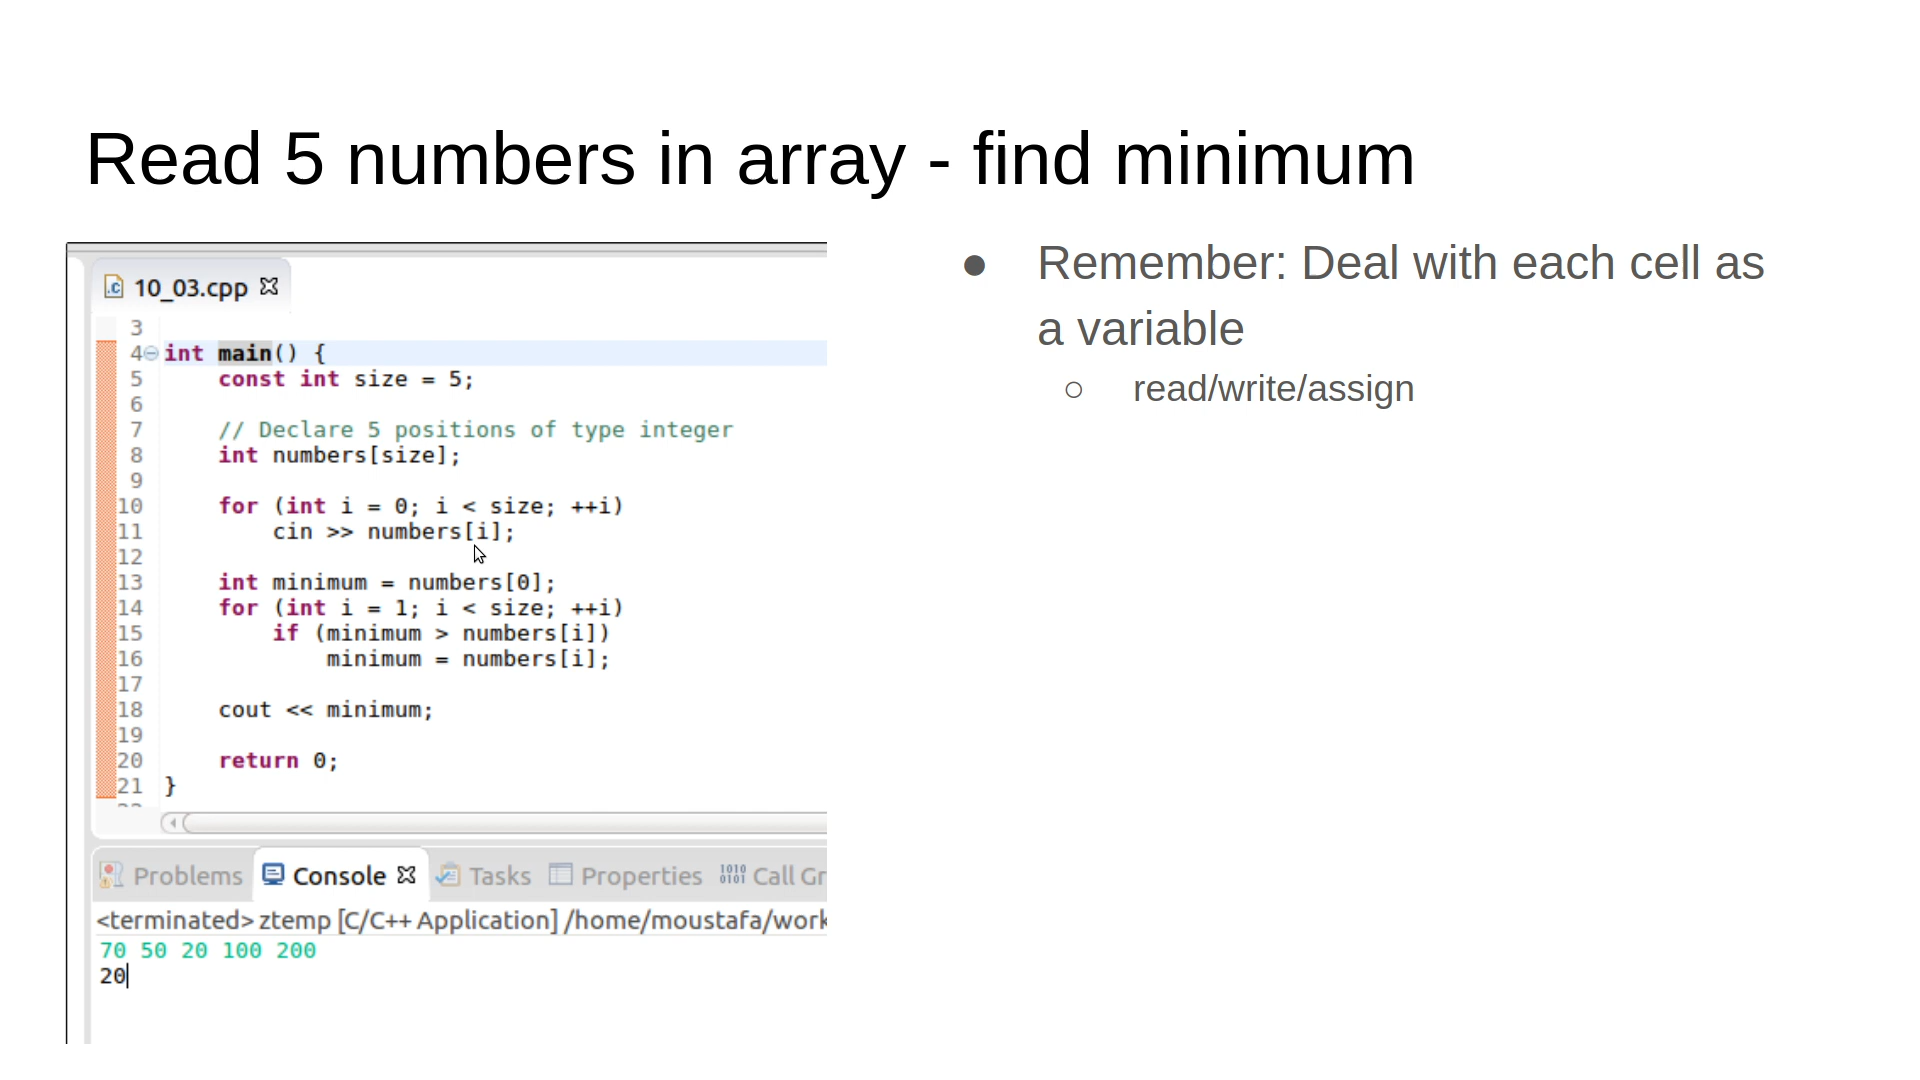 Read 5 numbers in array - find minimum
10_03.cpp
3
4 int main() {
5 const int size = 5;
6
7 // Declare 5 positions of type integer
8 int numbers[size];
9
10 for (int i = 0; i < size; ++i)
11 cin >> numbers[i];
12
13 int minimum = numbers[0];
14 for (int i = 1; i < size; ++i)
15 if (minimum > numbers[i])
16 minimum = numbers[i];
17
18 cout << minimum;
19
20 return 0;
21 }
Problems Console Tasks Properties Call Gr
<terminated> ztemp [C/C++ Application] /home/moustafa/work
70 50 20 100 200
20
● Remember: Deal with each cell as
a variable
○ read/write/assign